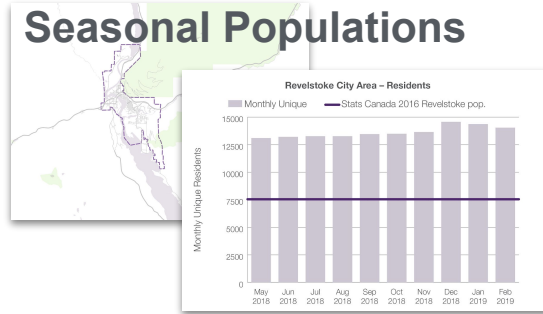 Seasonal Populations
Revelstoke City Area – Residents
Monthly Unique
Stats Canada 2016 Revelstoke pop.
Monthly Unique Residents
15000
12500
10000
7500
5000
2500
0
May Jun Jul Aug Sep Oct Nov Dec Jan Feb
2018 2018 2018 2018 2018 2018 2018 2018 2019 2019